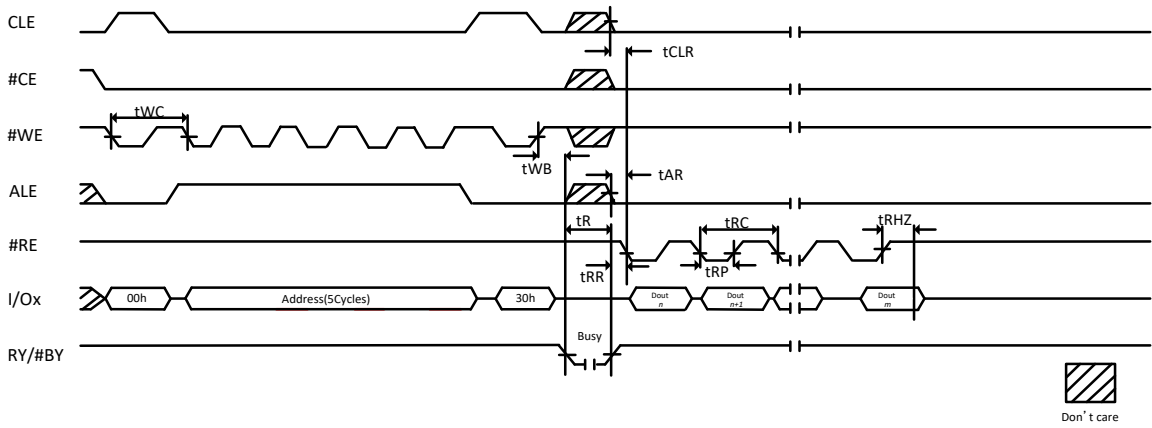 CLE
tCLR
#CE
tWC
#WE
tWB
tAR
ALE
tR
tRC
tRHZ
#RE
tRR
tRP
I/Ox
00h
Address(5Cycles)
30h
Dout
n
Dout
n+1
Dout
m
Busy
RY/#BY
Don’t care